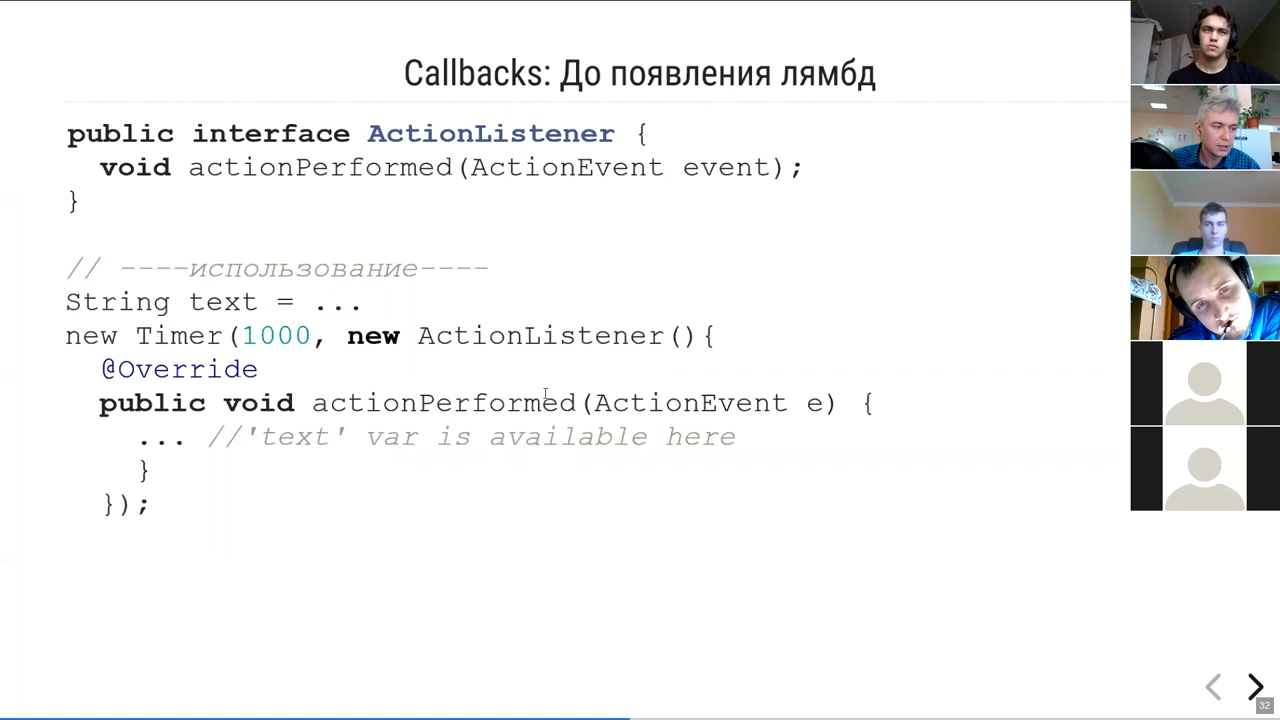 Callbacks: До появления лямбд
public interface ActionListener {
void actionPerformed(ActionEvent event);
}
// ----использование----
String text = ...
new Timer(1000, new ActionListener(){
@Override
public void actionPerformed(ActionEvent e) {
... //'text' var is available here
}
});
32